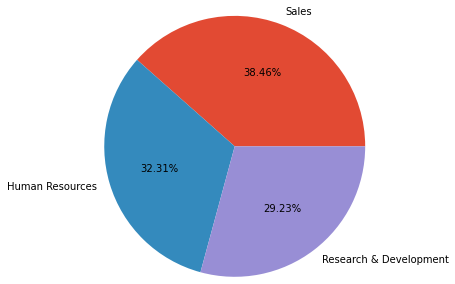 Sales
38.46%
32.31%
Human Resources
29.23%
Research & Development